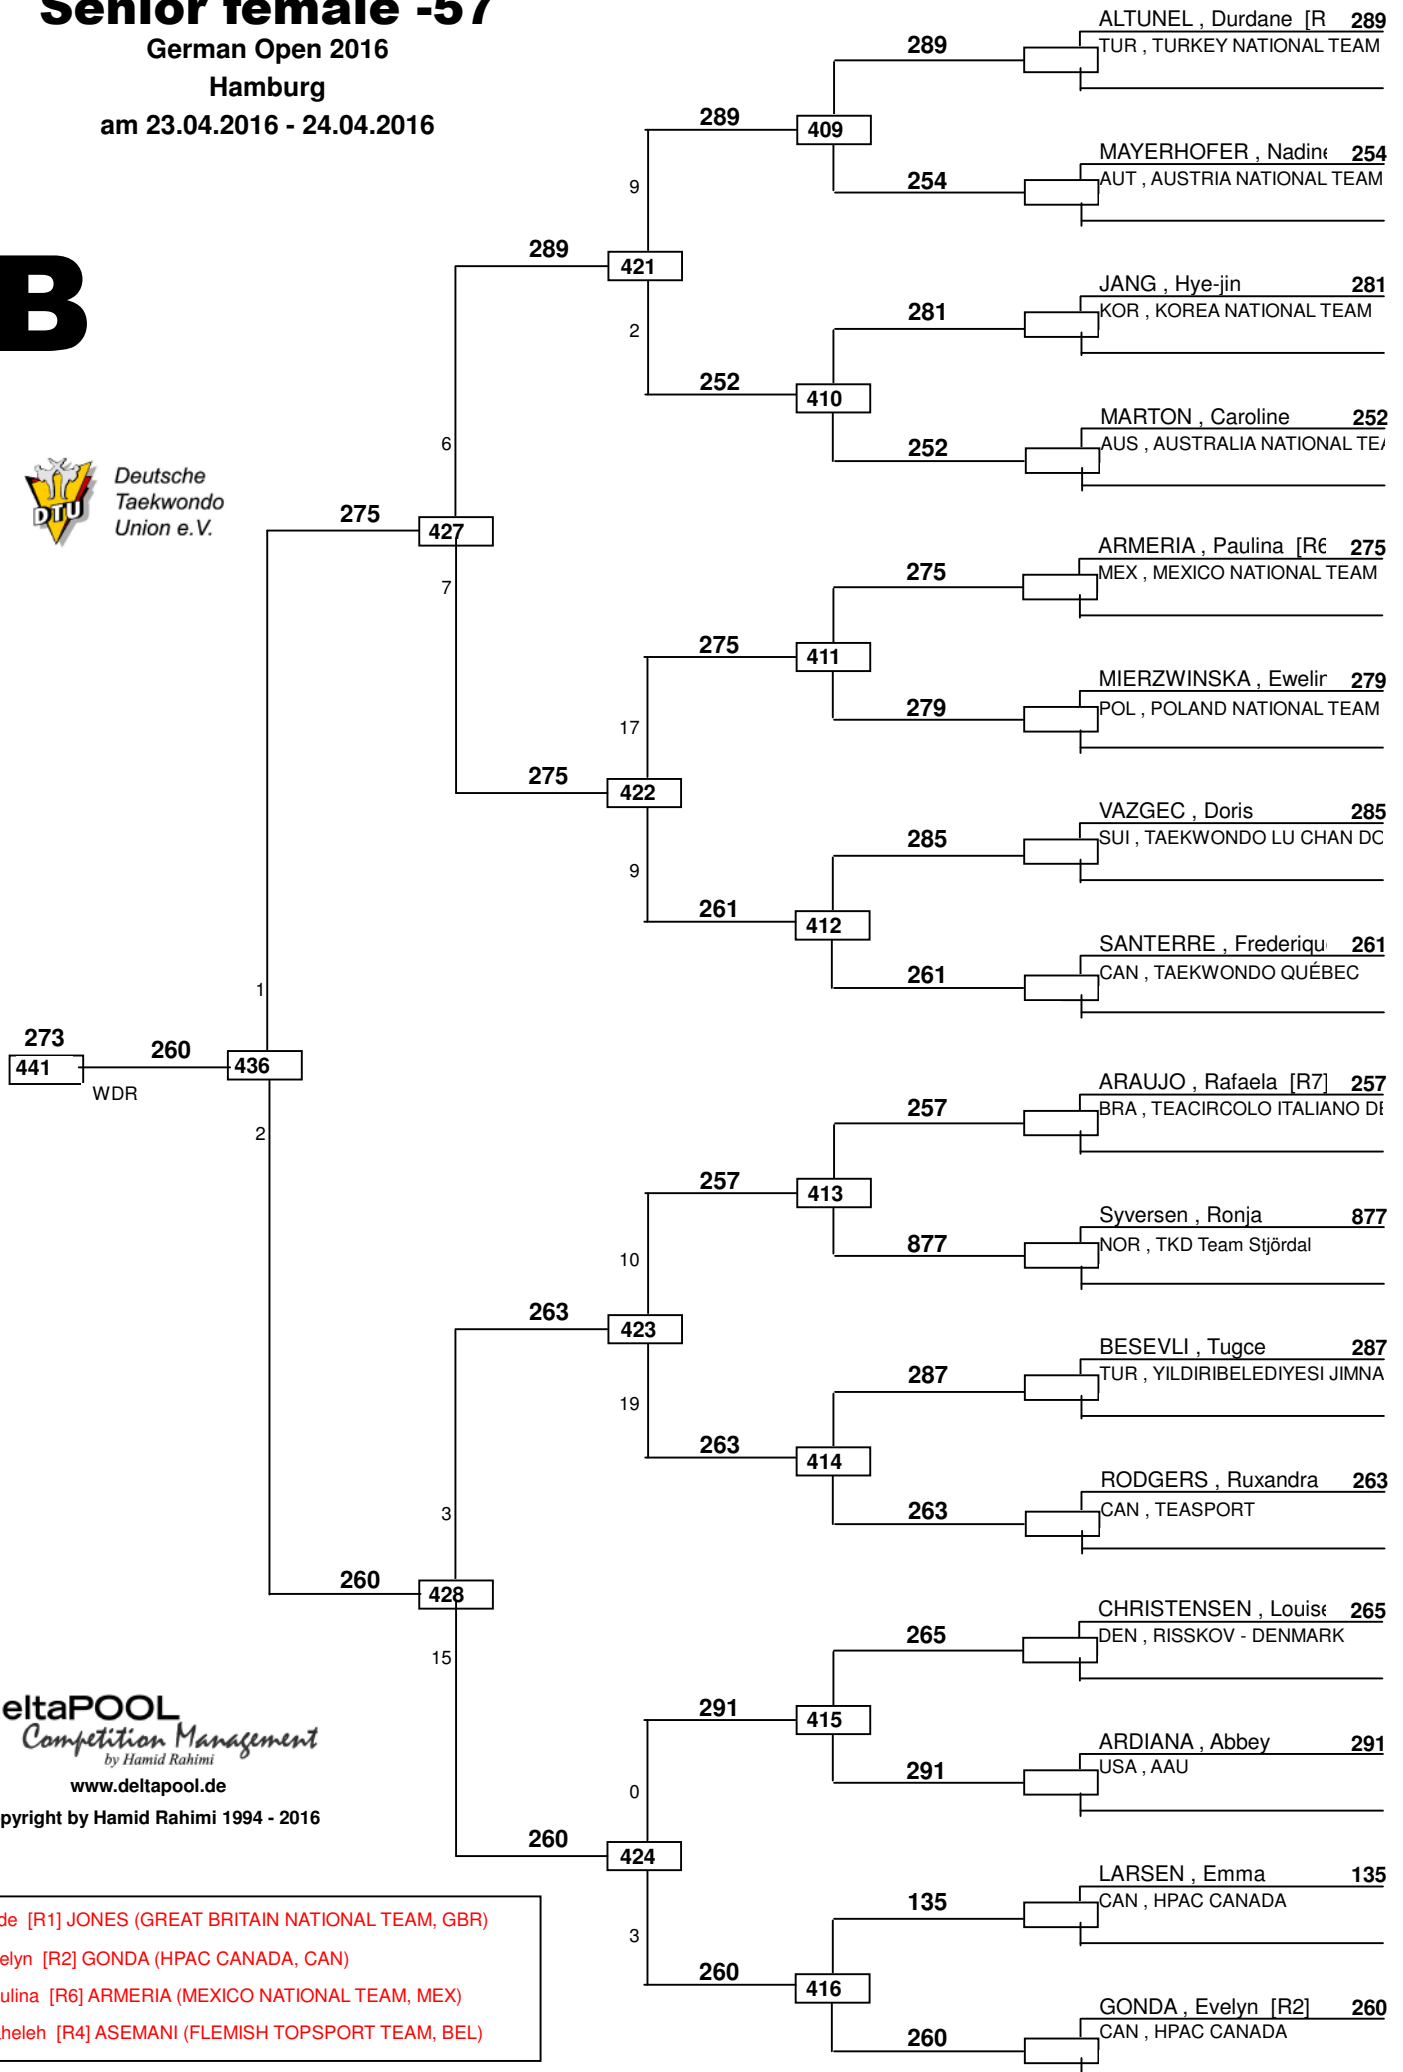 Senior female -57
German Open 2016
Hamburg
am 23.04.2016 - 24.04.2016
B
Deutsche
Taekwondo
Union e.V.
DTU
ALTUNEL , Durdane [R 289
TUR , TURKEY NATIONAL TEAM
289
289
409
MAYERHOFER , Nadine 254
AUT , AUSTRIA NATIONAL TEAM
254
9
289
421
JANG , Hye-jin 281
KOR , KOREA NATIONAL TEAM
281
2
252
410
MARTON , Caroline 252
AUS , AUSTRALIA NATIONAL TEA
252
6
275
427
ARMERIA , Paulina [R6 275
MEX , MEXICO NATIONAL TEAM
275
7
275
411
MIERZWINSKA , Ewelin 279
POL , POLAND NATIONAL TEAM
279
17
275
422
VAZGEC , Doris 285
SUI , TAEKWONDO LU CHAN DO
285
9
261
412
SANTERRE , Frederiqu 261
CAN , TAEKWONDO QUÉBEC
261
1
273
441
260
436
WDR
2
ARAUJO , Rafaela [R7] 257
BRA , TEACIRCOLO ITALIANO DE
257
257
413
Syversen , Ronja 877
NOR , TKD Team Stjördal
877
10
263
423
BESEVLI , Tugce 287
TUR , YILDIRIBELEDIYESI JIMNA
287
19
263
414
RODGERS , Ruxandra 263
CAN , TEASPORT
263
3
260
428
CHRISTENSEN , Louise 265
DEN , RISSKOV - DENMARK
265
15
291
415
ARDIANA , Abbey 291
USA , AAU
291
0
260
424
LARSEN , Emma 135
CAN , HPAC CANADA
135
3
260
416
GONDA , Evelyn [R2] 260
CAN , HPAC CANADA
260
eltaPOOL
Competition Management
by Hamid Rahimi
www.deltapool.de
pyright by Hamid Rahimi 1994 - 2016
de [R1] JONES (GREAT BRITAIN NATIONAL TEAM, GBR)
elyn [R2] GONDA (HPAC CANADA, CAN)
ulina [R6] ARMERIA (MEXICO NATIONAL TEAM, MEX)
heleh [R4] ASEMANI (FLEMISH TOPSPORT TEAM, BEL)